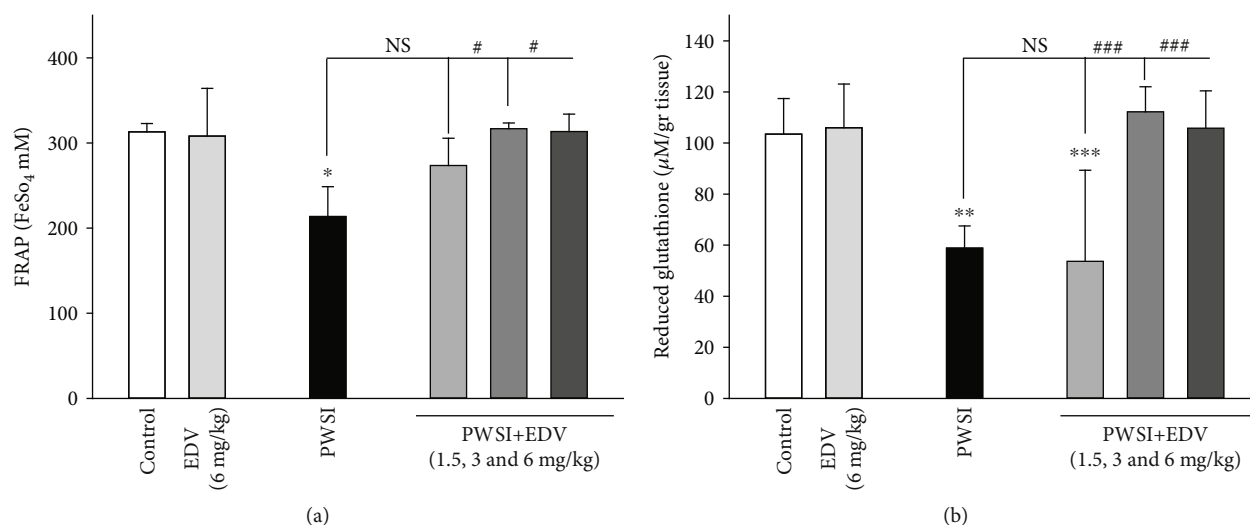 400
300
200
300
0
FRAP (FeSo₄ mM)
NS
#
#
*
Control
EDV
(6 mg/kg)
PWSI
PWSI+EDV
(1.5, 3 and 6 mg/kg)
(a)
140
120
100
80
60
40
20
0
Reduced glutathione (μM/gr tissue)
NS
###
###
**
***
Control
EDV
(6 mg/kg)
PWSI
PWSI+EDV
(1.5, 3 and 6 mg/kg)
(b)